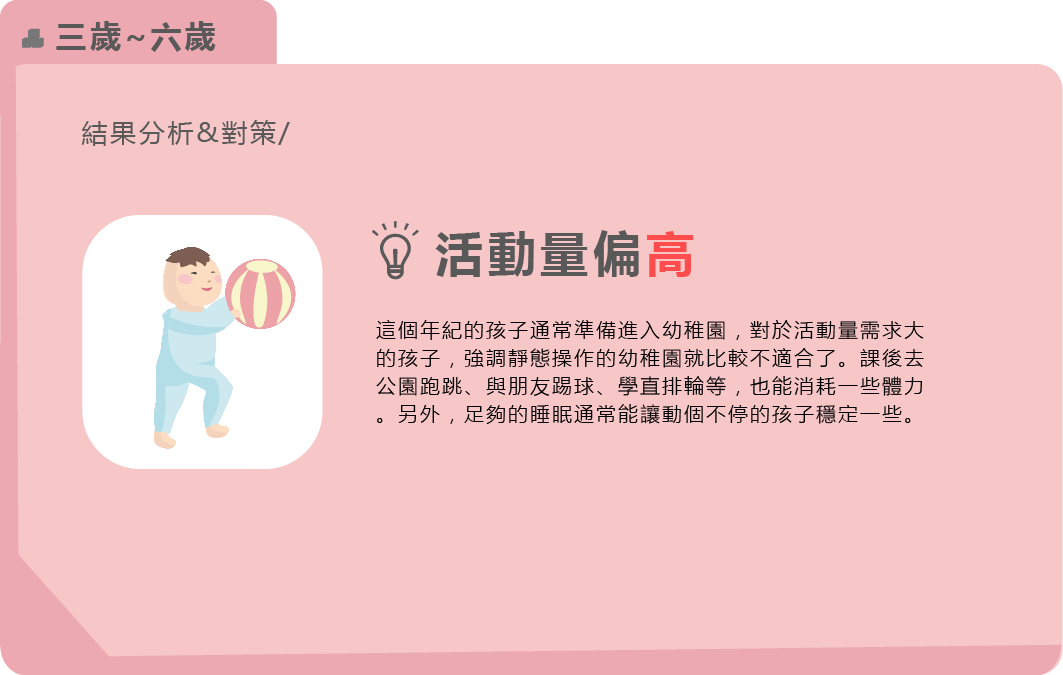 三歲~六歲
結果分析&對策/
活動量偏高
這個年紀的孩子通常準備進入幼稚園，對於活動量需求大
的孩子，強調靜態操作的幼稚園就比較不適合了。課後去
公園跑跳、與朋友踢球、學直排輪等，也能消耗一些體力
。另外，足夠的睡眠通常能讓動個不停的孩子穩定一些。